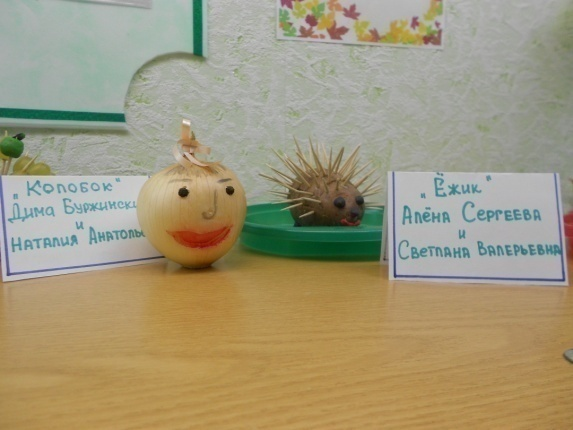 „Колобок"
Дима
и
Наталия
„Ёжик"
Алёна Сергеева
и
Светлана Валерьевна